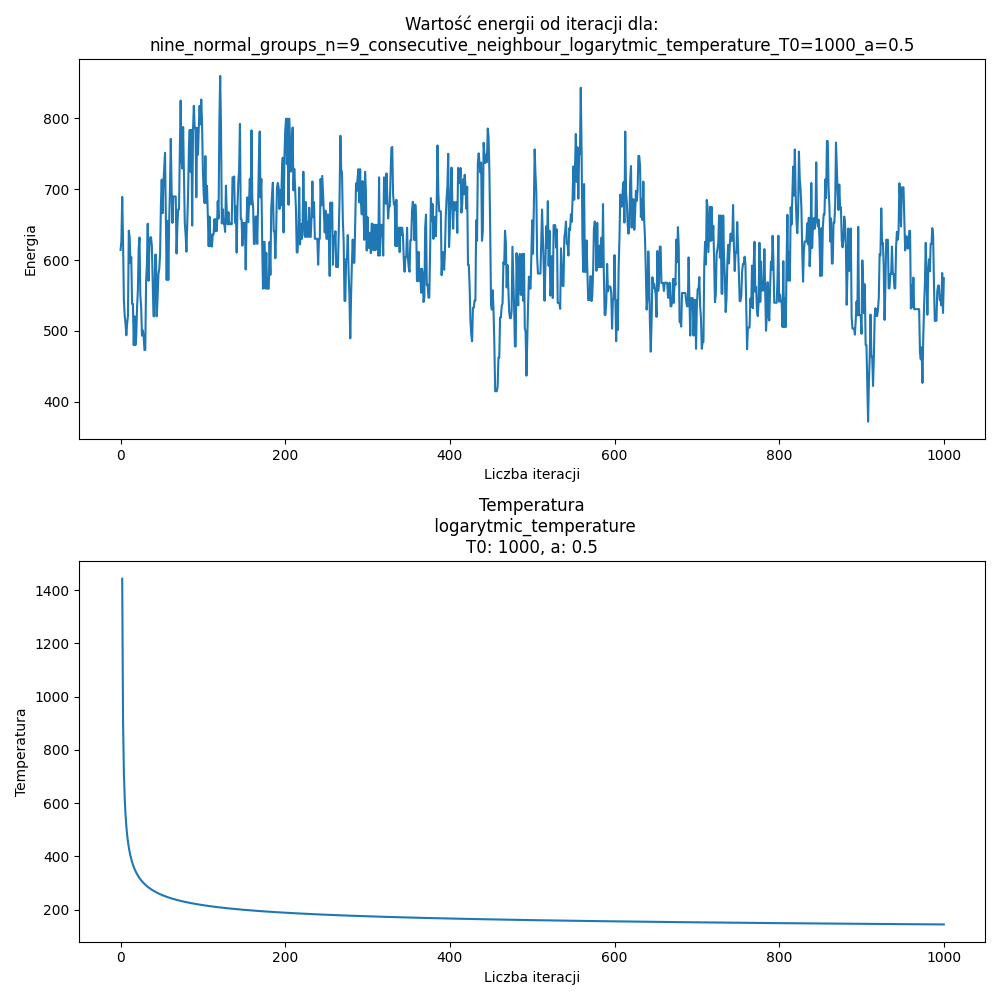 Wartość energii od iteracji dla:
nine_normal_groups_n=9_consecutive_neighbour_logarytmic_temperature_T0=1000_a=0.5
800
700
600
500
400
Energia
0 200 400 600 800 1000
Liczba iteracji
Temperatura
logarytmic_temperature
T0: 1000, a: 0.5
1400
1200
1000
800
600
400
200
Temperatura
0 200 400 600 800 1000
Liczba iteracji